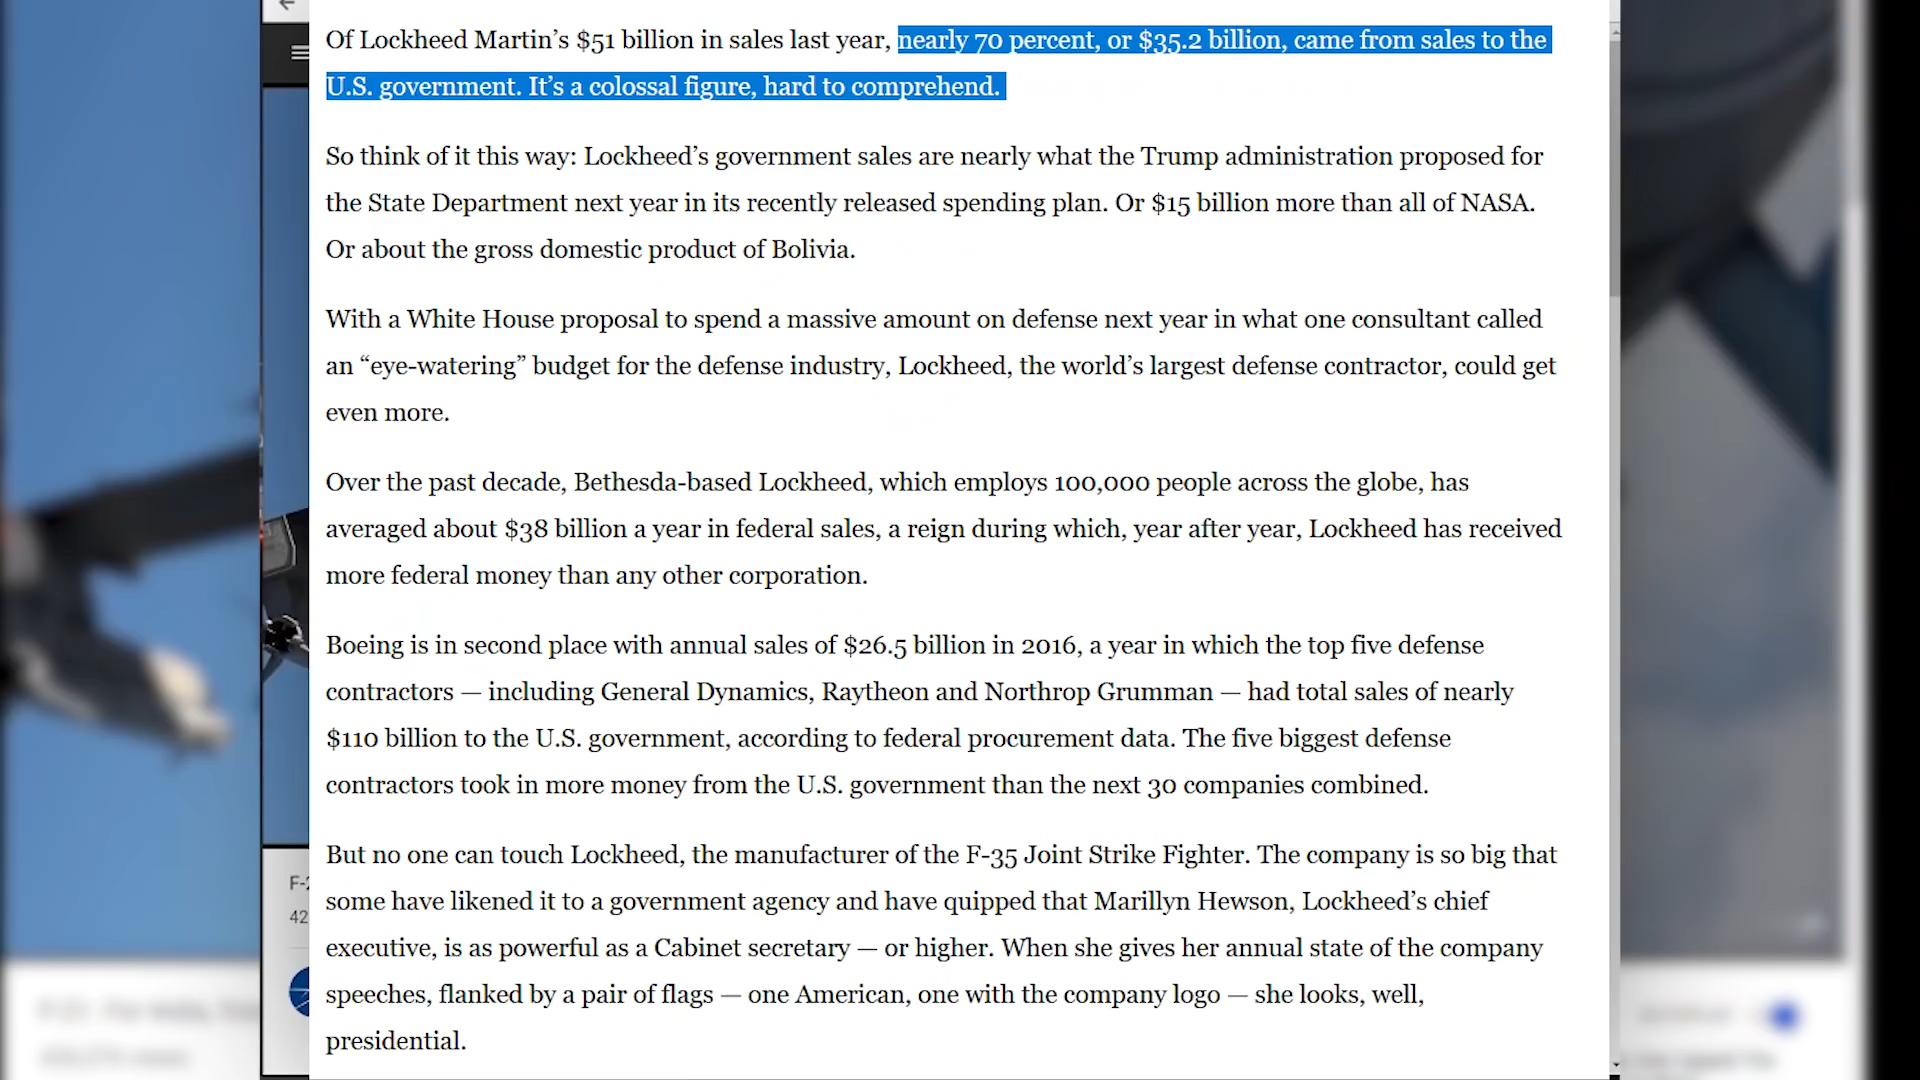 Of Lockheed Martin’s $51 billion in sales last year, nearly 70 percent, or $35.2 billion, came from sales to the
U.S. government. It’s a colossal figure, hard to comprehend.
So think of it this way: Lockheed’s government sales are nearly what the Trump administration proposed for
the State Department next year in its recently released spending plan. Or $15 billion more than all of NASA.
Or about the gross domestic product of Bolivia.
With a White House proposal to spend a massive amount on defense next year in what one consultant called
an “eye-watering” budget for the defense industry, Lockheed, the world’s largest defense contractor, could get
even more.
Over the past decade, Bethesda-based Lockheed, which employs 100,000 people across the globe, has
averaged about $38 billion a year in federal sales, a reign during which, year after year, Lockheed has received
more federal money than any other corporation.
Boeing is in second place with annual sales of $26.5 billion in 2016, a year in which the top five defense
contractors — including General Dynamics, Raytheon and Northrop Grumman — had total sales of nearly
$110 billion to the U.S. government, according to federal procurement data. The five biggest defense
contractors took in more money from the U.S. government than the next 30 companies combined.
But no one can touch Lockheed, the manufacturer of the F-35 Joint Strike Fighter. The company is so big that
some have likened it to a government agency and have quipped that Marillyn Hewson, Lockheed’s chief
executive, is as powerful as a Cabinet secretary — or higher. When she gives her annual state of the company
speeches, flanked by a pair of flags — one American, one with the company logo — she looks, well,
presidential.
F-
42